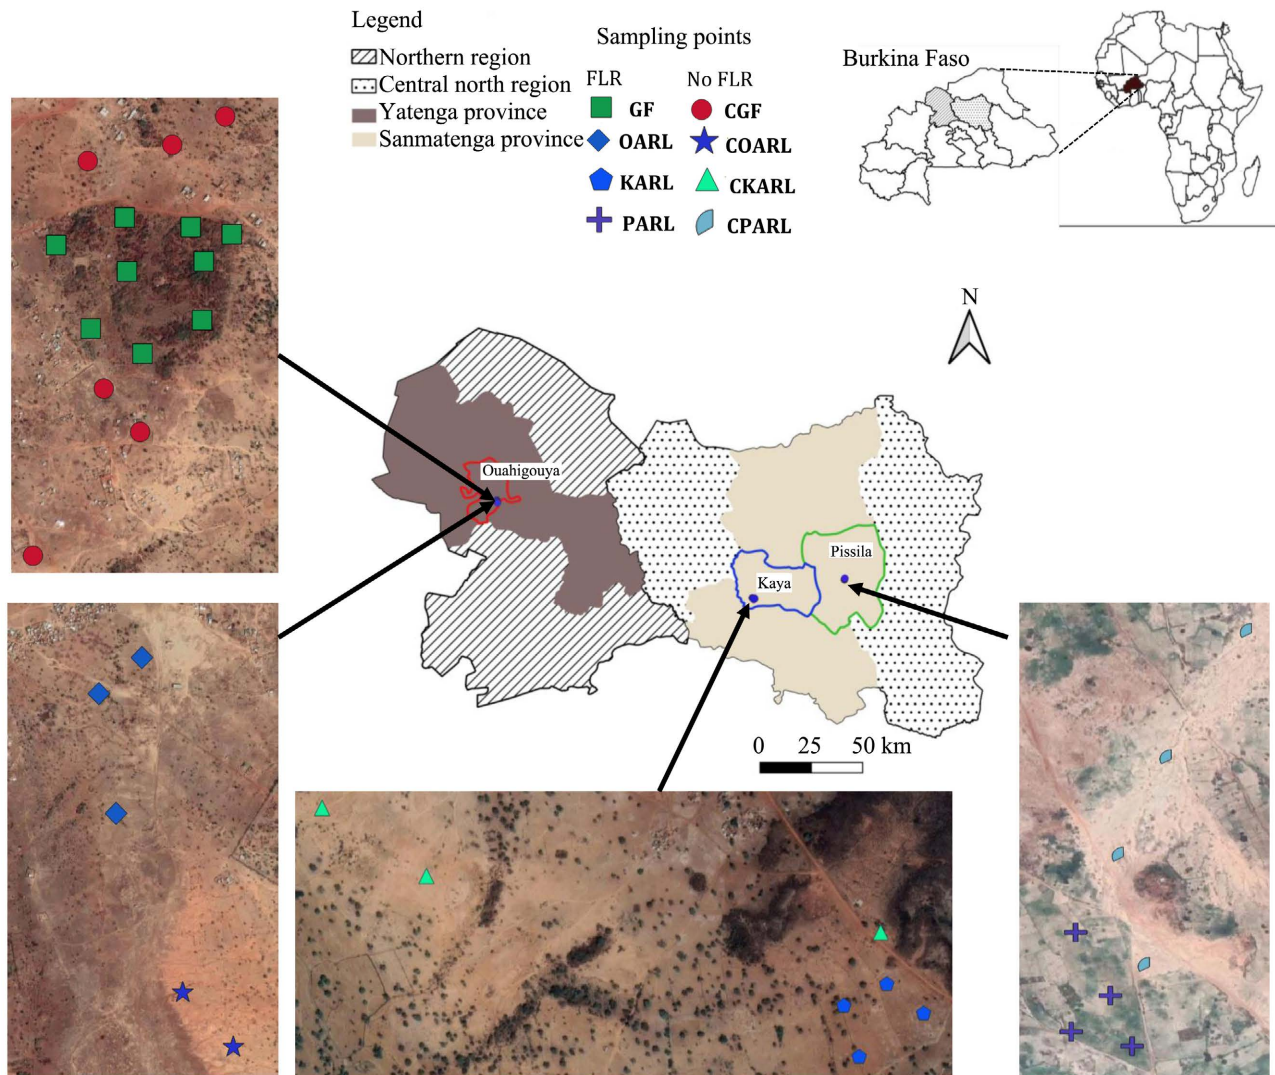 Legend
Northern region
Central north region
Yatenga province
Sanmatenga province
Sampling points
FLR No FLR
GF CGF
OARL COARL
KARL CKARL
PARL CPARL
Burkina Faso
N
Ouahigouya
Pissila
Kaya
0 25 50 km